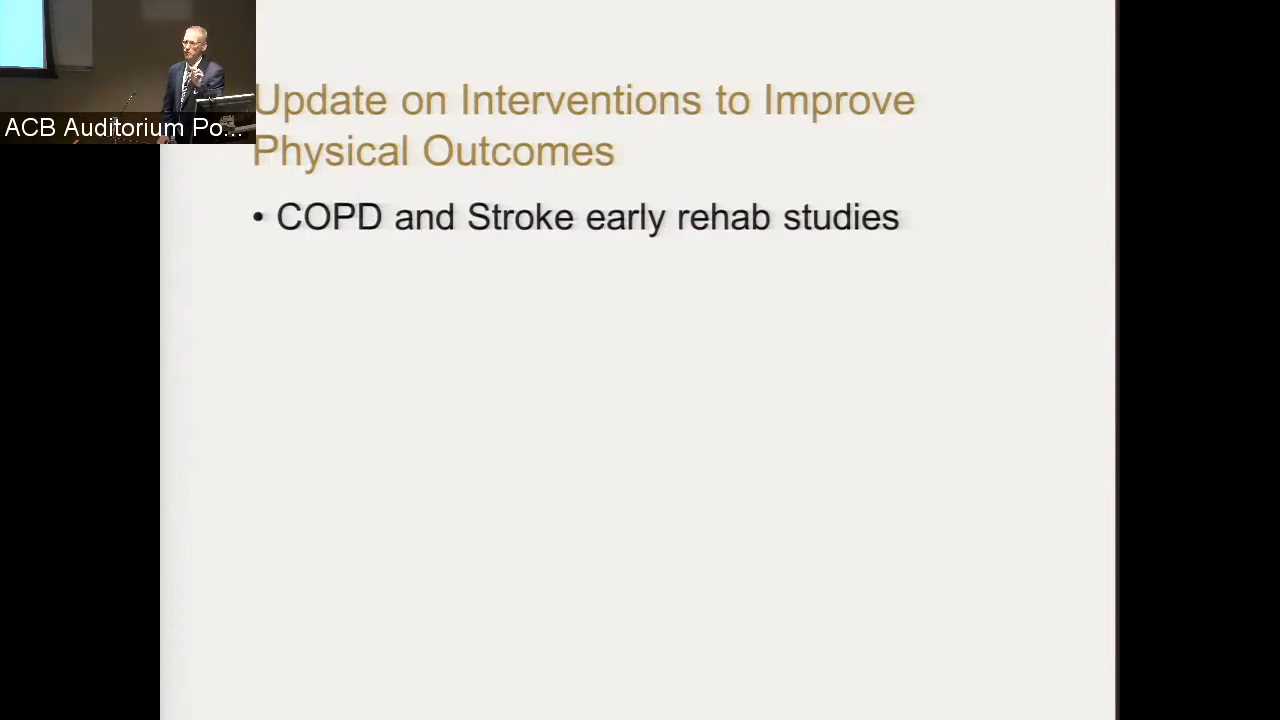 ACB Auditorium Po...
Update on Interventions to Improve
Physical Outcomes
• COPD and Stroke early rehab studies